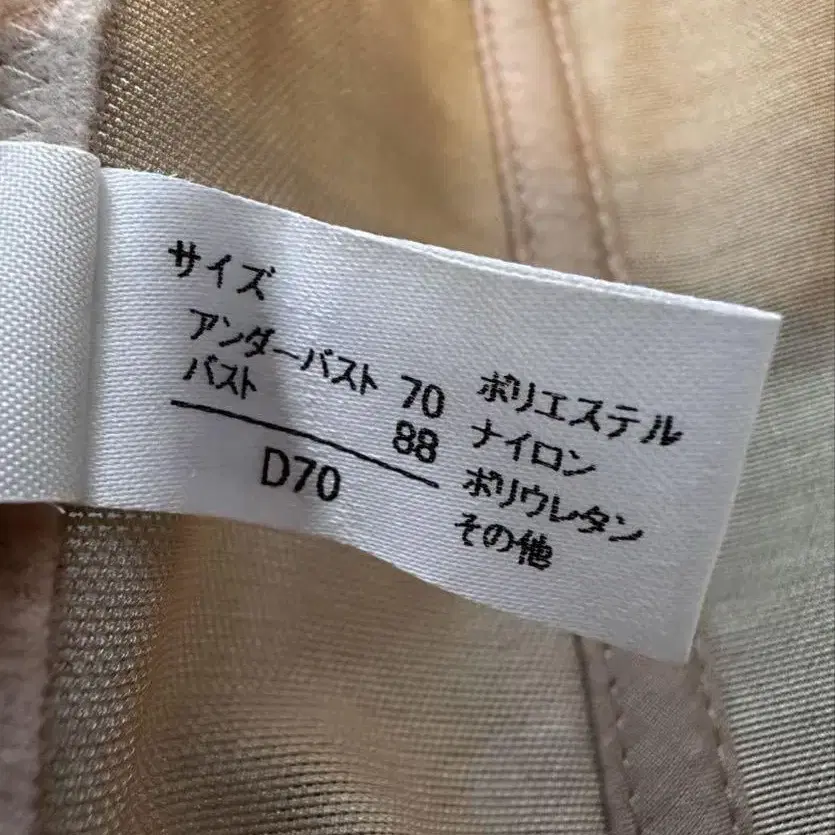 サイズ
アンダーバスト 70
バスト 88
D70
ポリエステル
ナイロン
ポリウレタン
その他